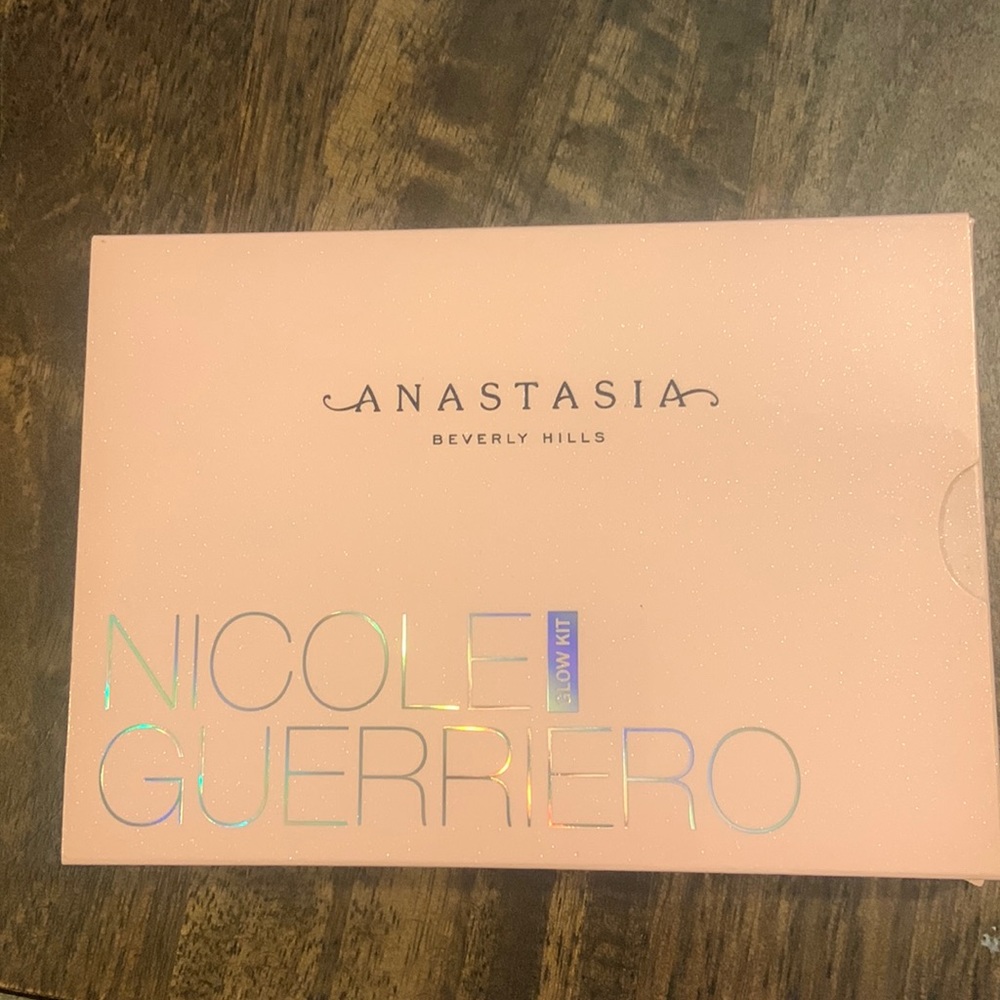 ANASTASIA
BEVERLY HILLS
NICOLE
GLOW KIT
GUERRIERO